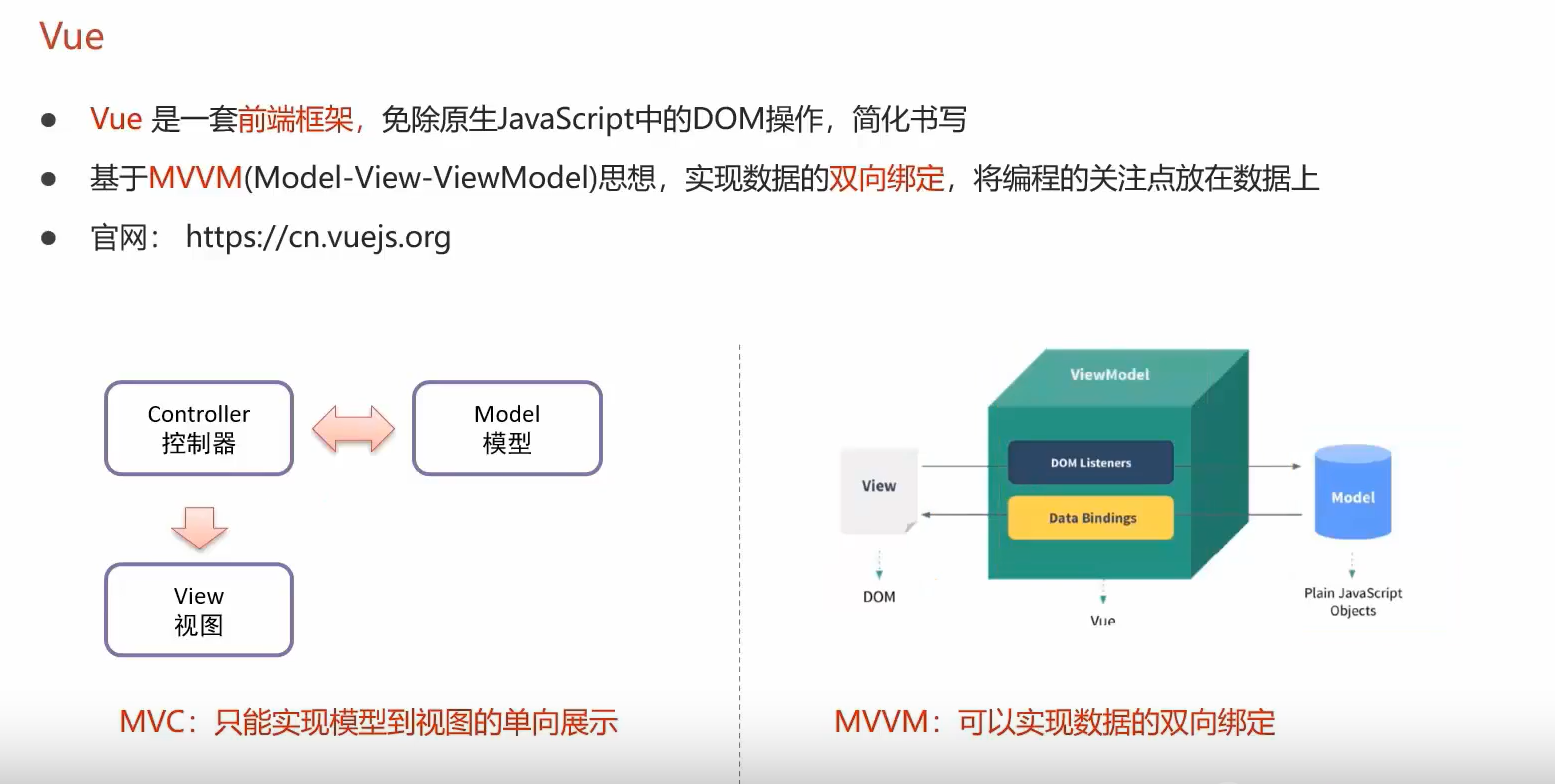 Vue
Vue 是一套前端框架，免除原生JavaScript中的DOM操作，简化书写
基于MVVM(Model-View-ViewModel)思想，实现数据的双向绑定，将编程的关注点放在数据上
官网： https://cn.vuejs.org
Controller
控制器
Model
模型
View
视图
MVC：只能实现模型到视图的单向展示
ViewModel
DOM Listeners
View
Model
Data Bindings
DOM
Plain JavaScript
Objects
Vue
MVVM：可以实现数据的双向绑定